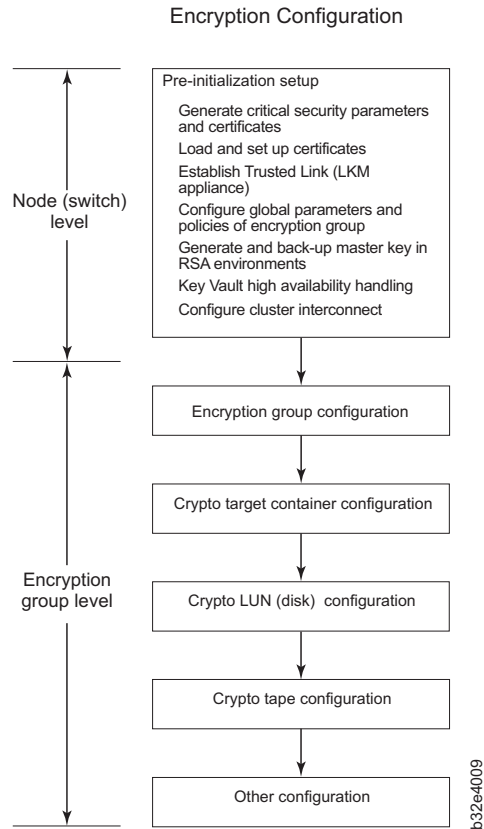 Encryption Configuration
Pre-initialization setup
Generate critical security parameters
and certificates
Load and set up certificates
Establish Trusted Link (LKM
appliance)
Configure global parameters and
policies of encryption group
Generate and back-up master key in
RSA environments
Key Vault high availability handling
Configure cluster interconnect
Node (switch)
level
Encryption group configuration
Crypto target container configuration
Crypto LUN (disk)  configuration
Encryption
group level
Crypto tape configuration
Other configuration
b32e4009